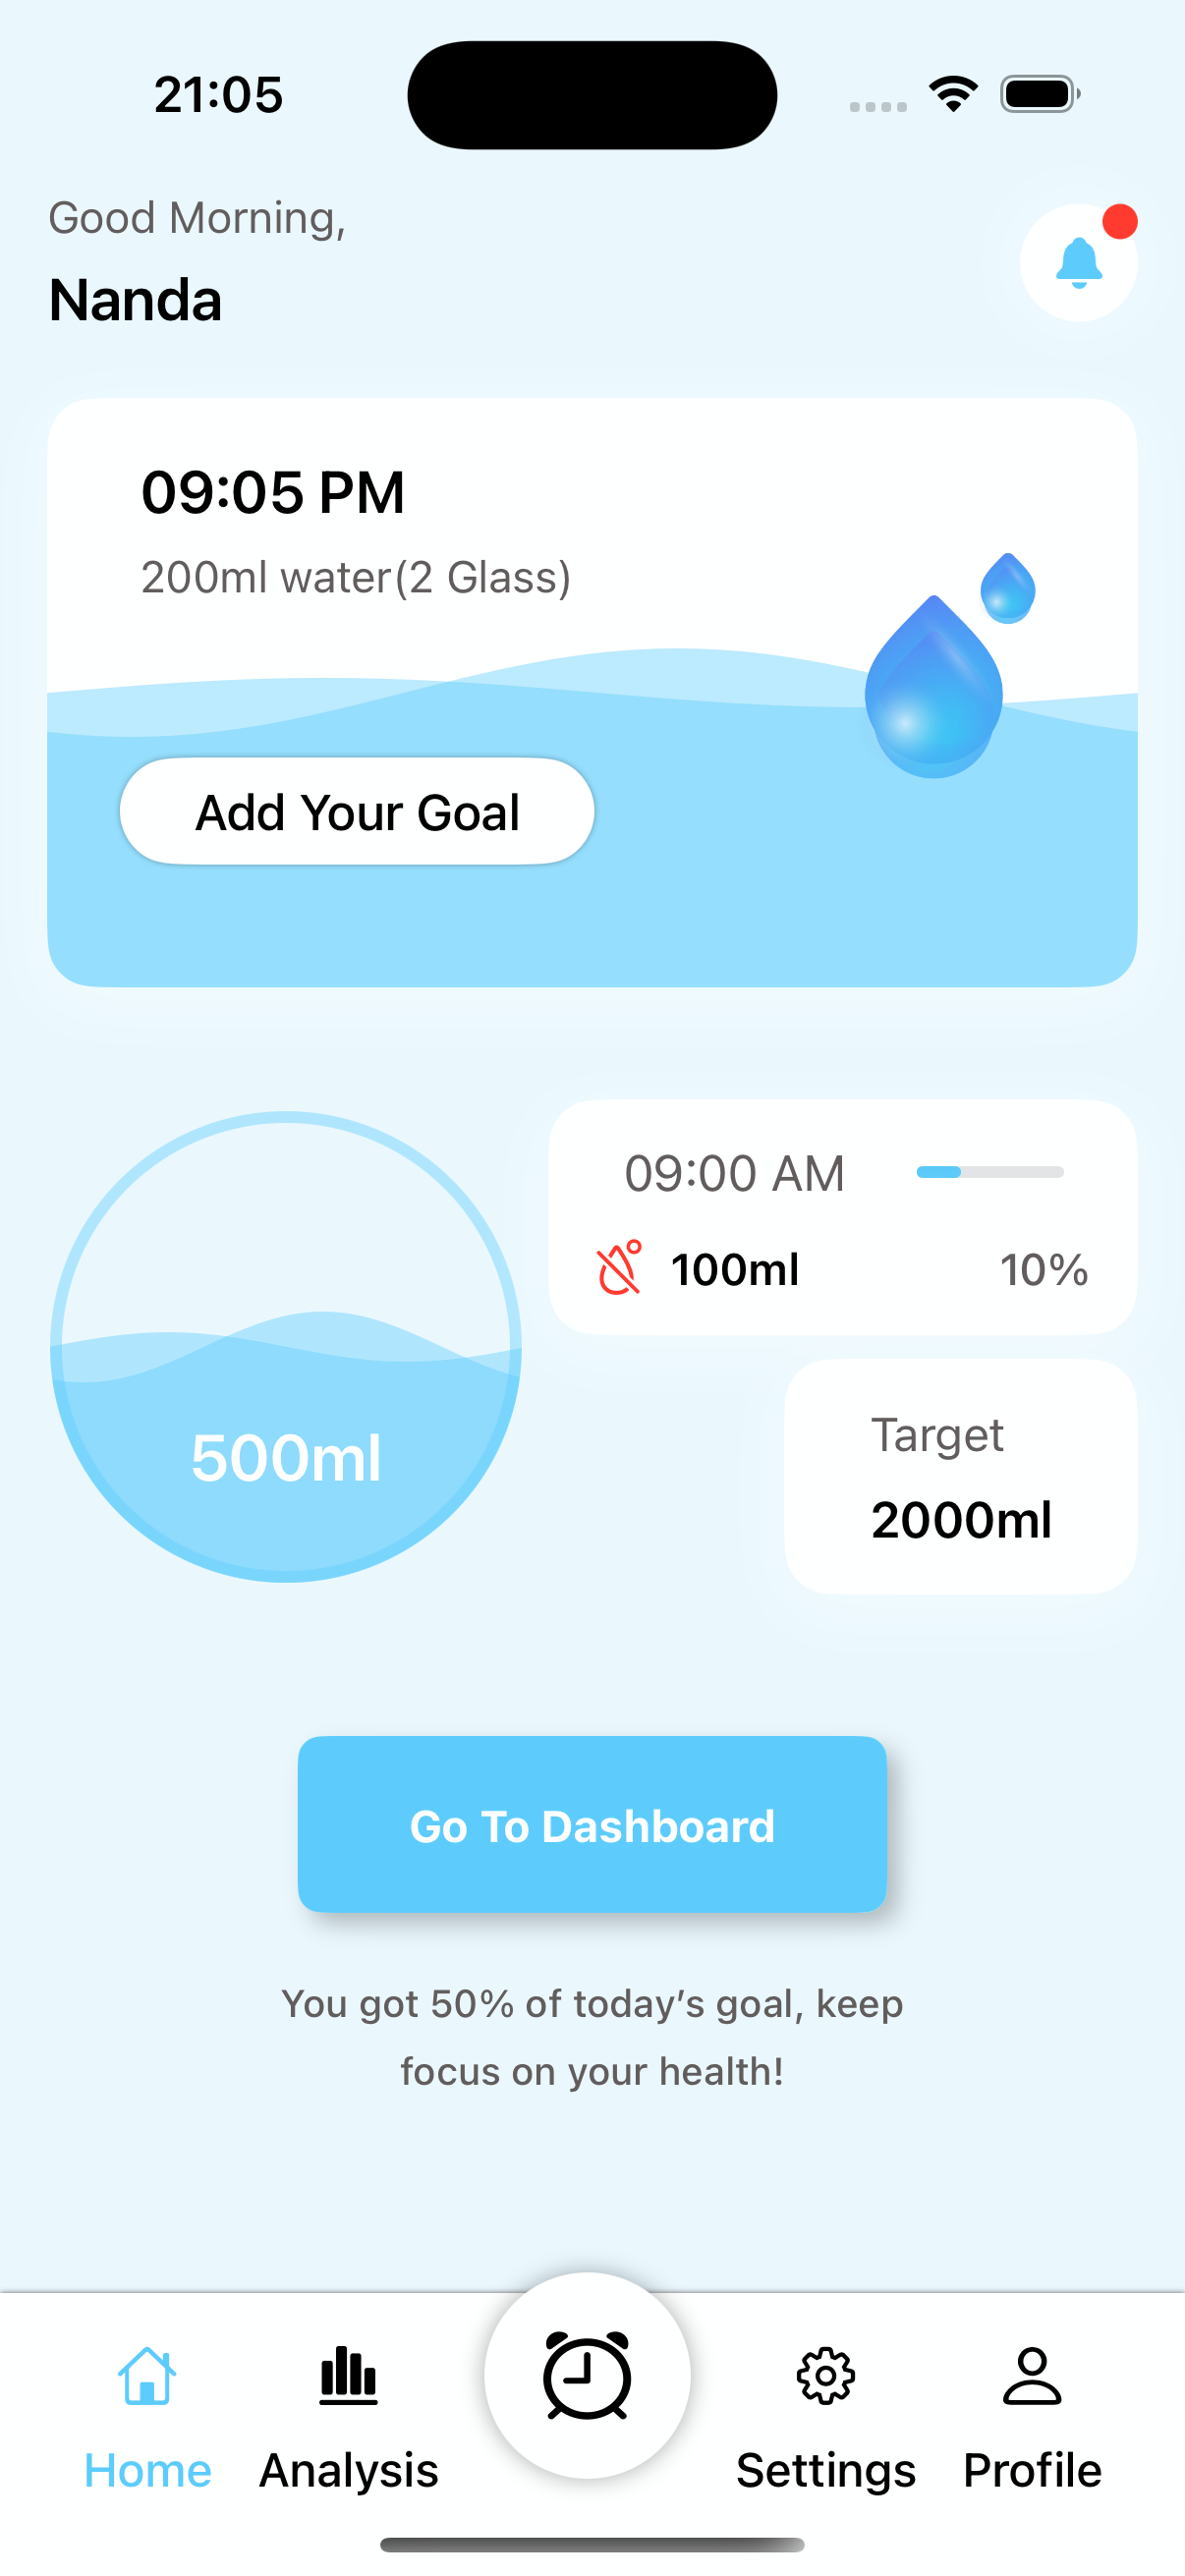 21:05
Good Morning,
Nanda
09:05 PM
200ml water(2 Glass)
Add Your Goal
09:00 AM
100ml
10%
500ml
Target
2000ml
Go To Dashboard
You got 50% of today’s goal, keep
focus on your health!
Home
Analysis
Settings
Profile